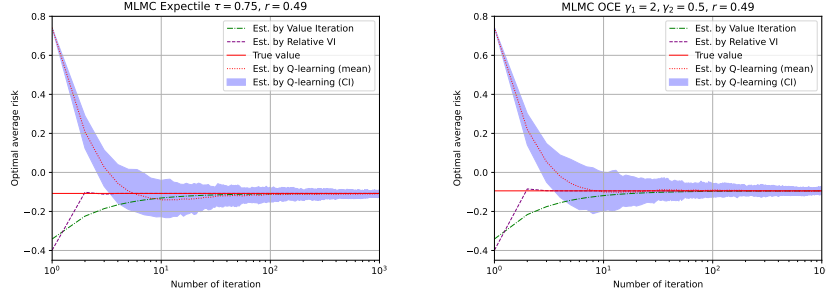 MLMC Expectile τ = 0.75, r = 0.49
Optimal average risk
0.8
0.6
0.4
0.2
0.0
−0.2
−0.4
Est. by Value Iteration
Est. by Relative VI
True value
Est. by Q-learning (mean)
Est. by Q-learning (CI)
10⁰
10¹
10²
10³
Number of iteration
MLMC OCE γ₁ = 2, γ₂ = 0.5, r = 0.49
Optimal average risk
0.8
0.6
0.4
0.2
0.0
−0.2
−0.4
Est. by Value Iteration
Est. by Relative VI
True value
Est. by Q-learning (mean)
Est. by Q-learning (CI)
10⁰
10¹
10²
Number of iteration